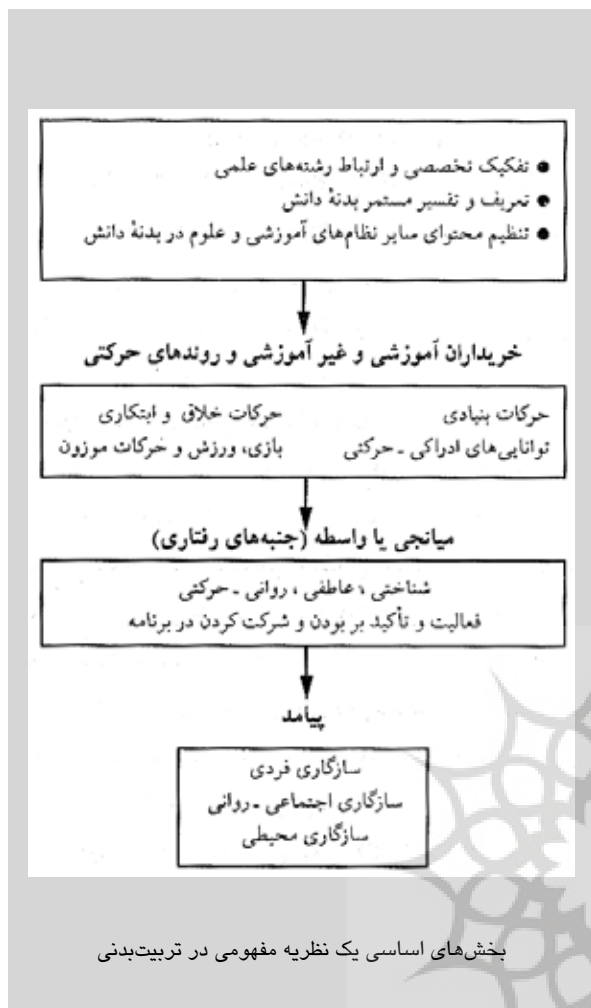 ● تفکیک تخصصی و ارتباط رشته‌های علمی
● تعریف و تفسیر مستمر بدنهٔ دانش
● تنظیم محتوای سایر نظام‌های آموزشی و علوم در بدنهٔ دانش
خریداران آموزشی و غیر آموزشی و روندهای حرکتی
حرکات بنیادی حرکات خلاق و ابتکاری
توانایی‌های ادراکی ـ حرکتی بازی، ورزش و حرکات موزون
میانجی یا واسطه (جنبه‌های رفتاری)
شناختی، عاطفی، روانی ـ حرکتی
فعالیت و تأکید بر بودن و شرکت کردن در برنامه
پیامد
سازگاری فردی
سازگاری اجتماعی ـ روانی
سازگاری محیطی
بخش‌های اساسی یک نظریه مفهومی در تربیت‌بدنی